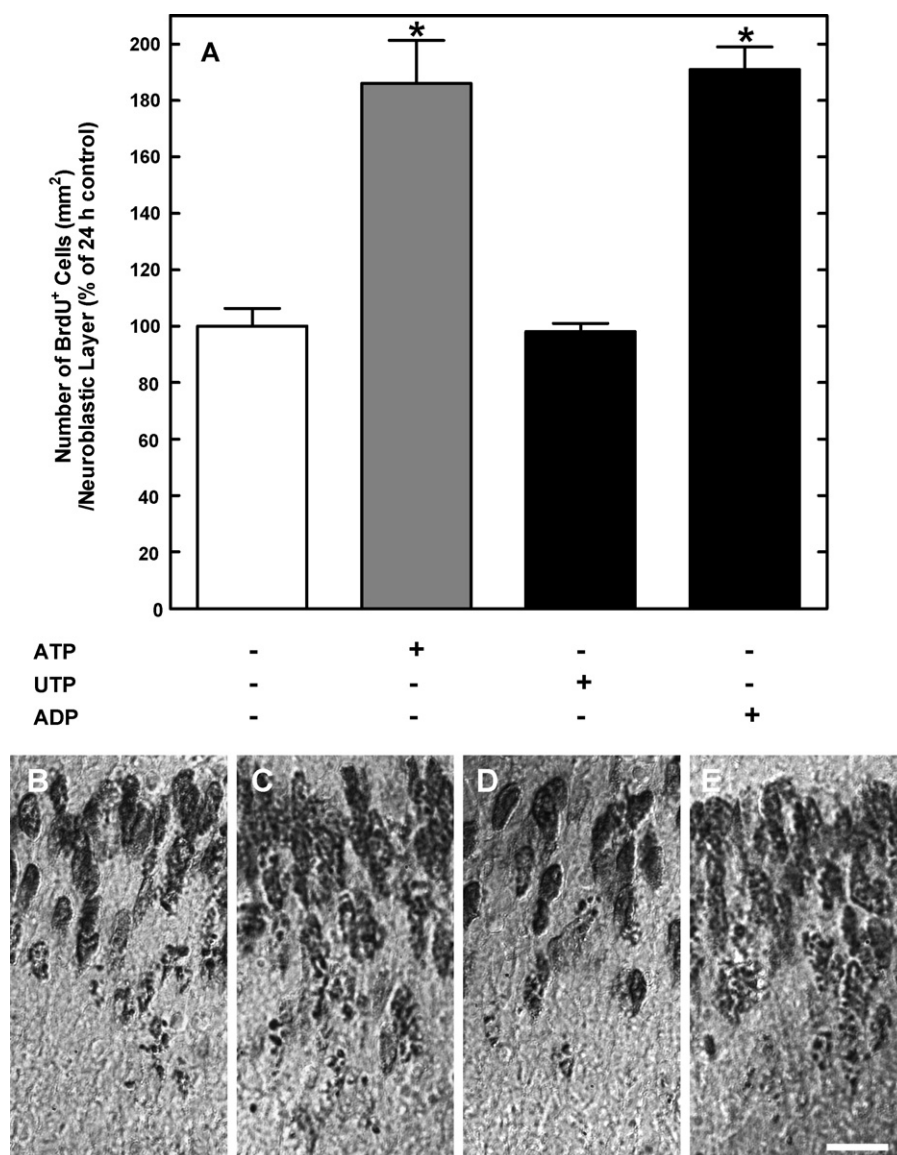 A
*
*
200
180
160
140
120
100
80
60
40
20
0
Number of BrdU⁺ Cells (mm²)
/Neuroblastic Layer (% of 24 h control)
ATP - + - -
UTP - - + -
ADP - - - +
B C D E